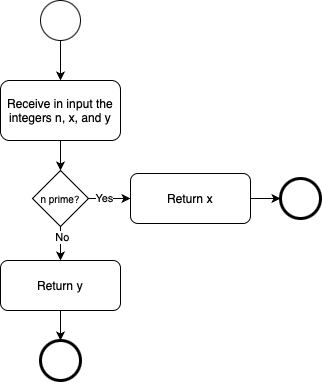 Receive in input the
integers n, x, and y
n prime?
Yes
Return x
No
Return y